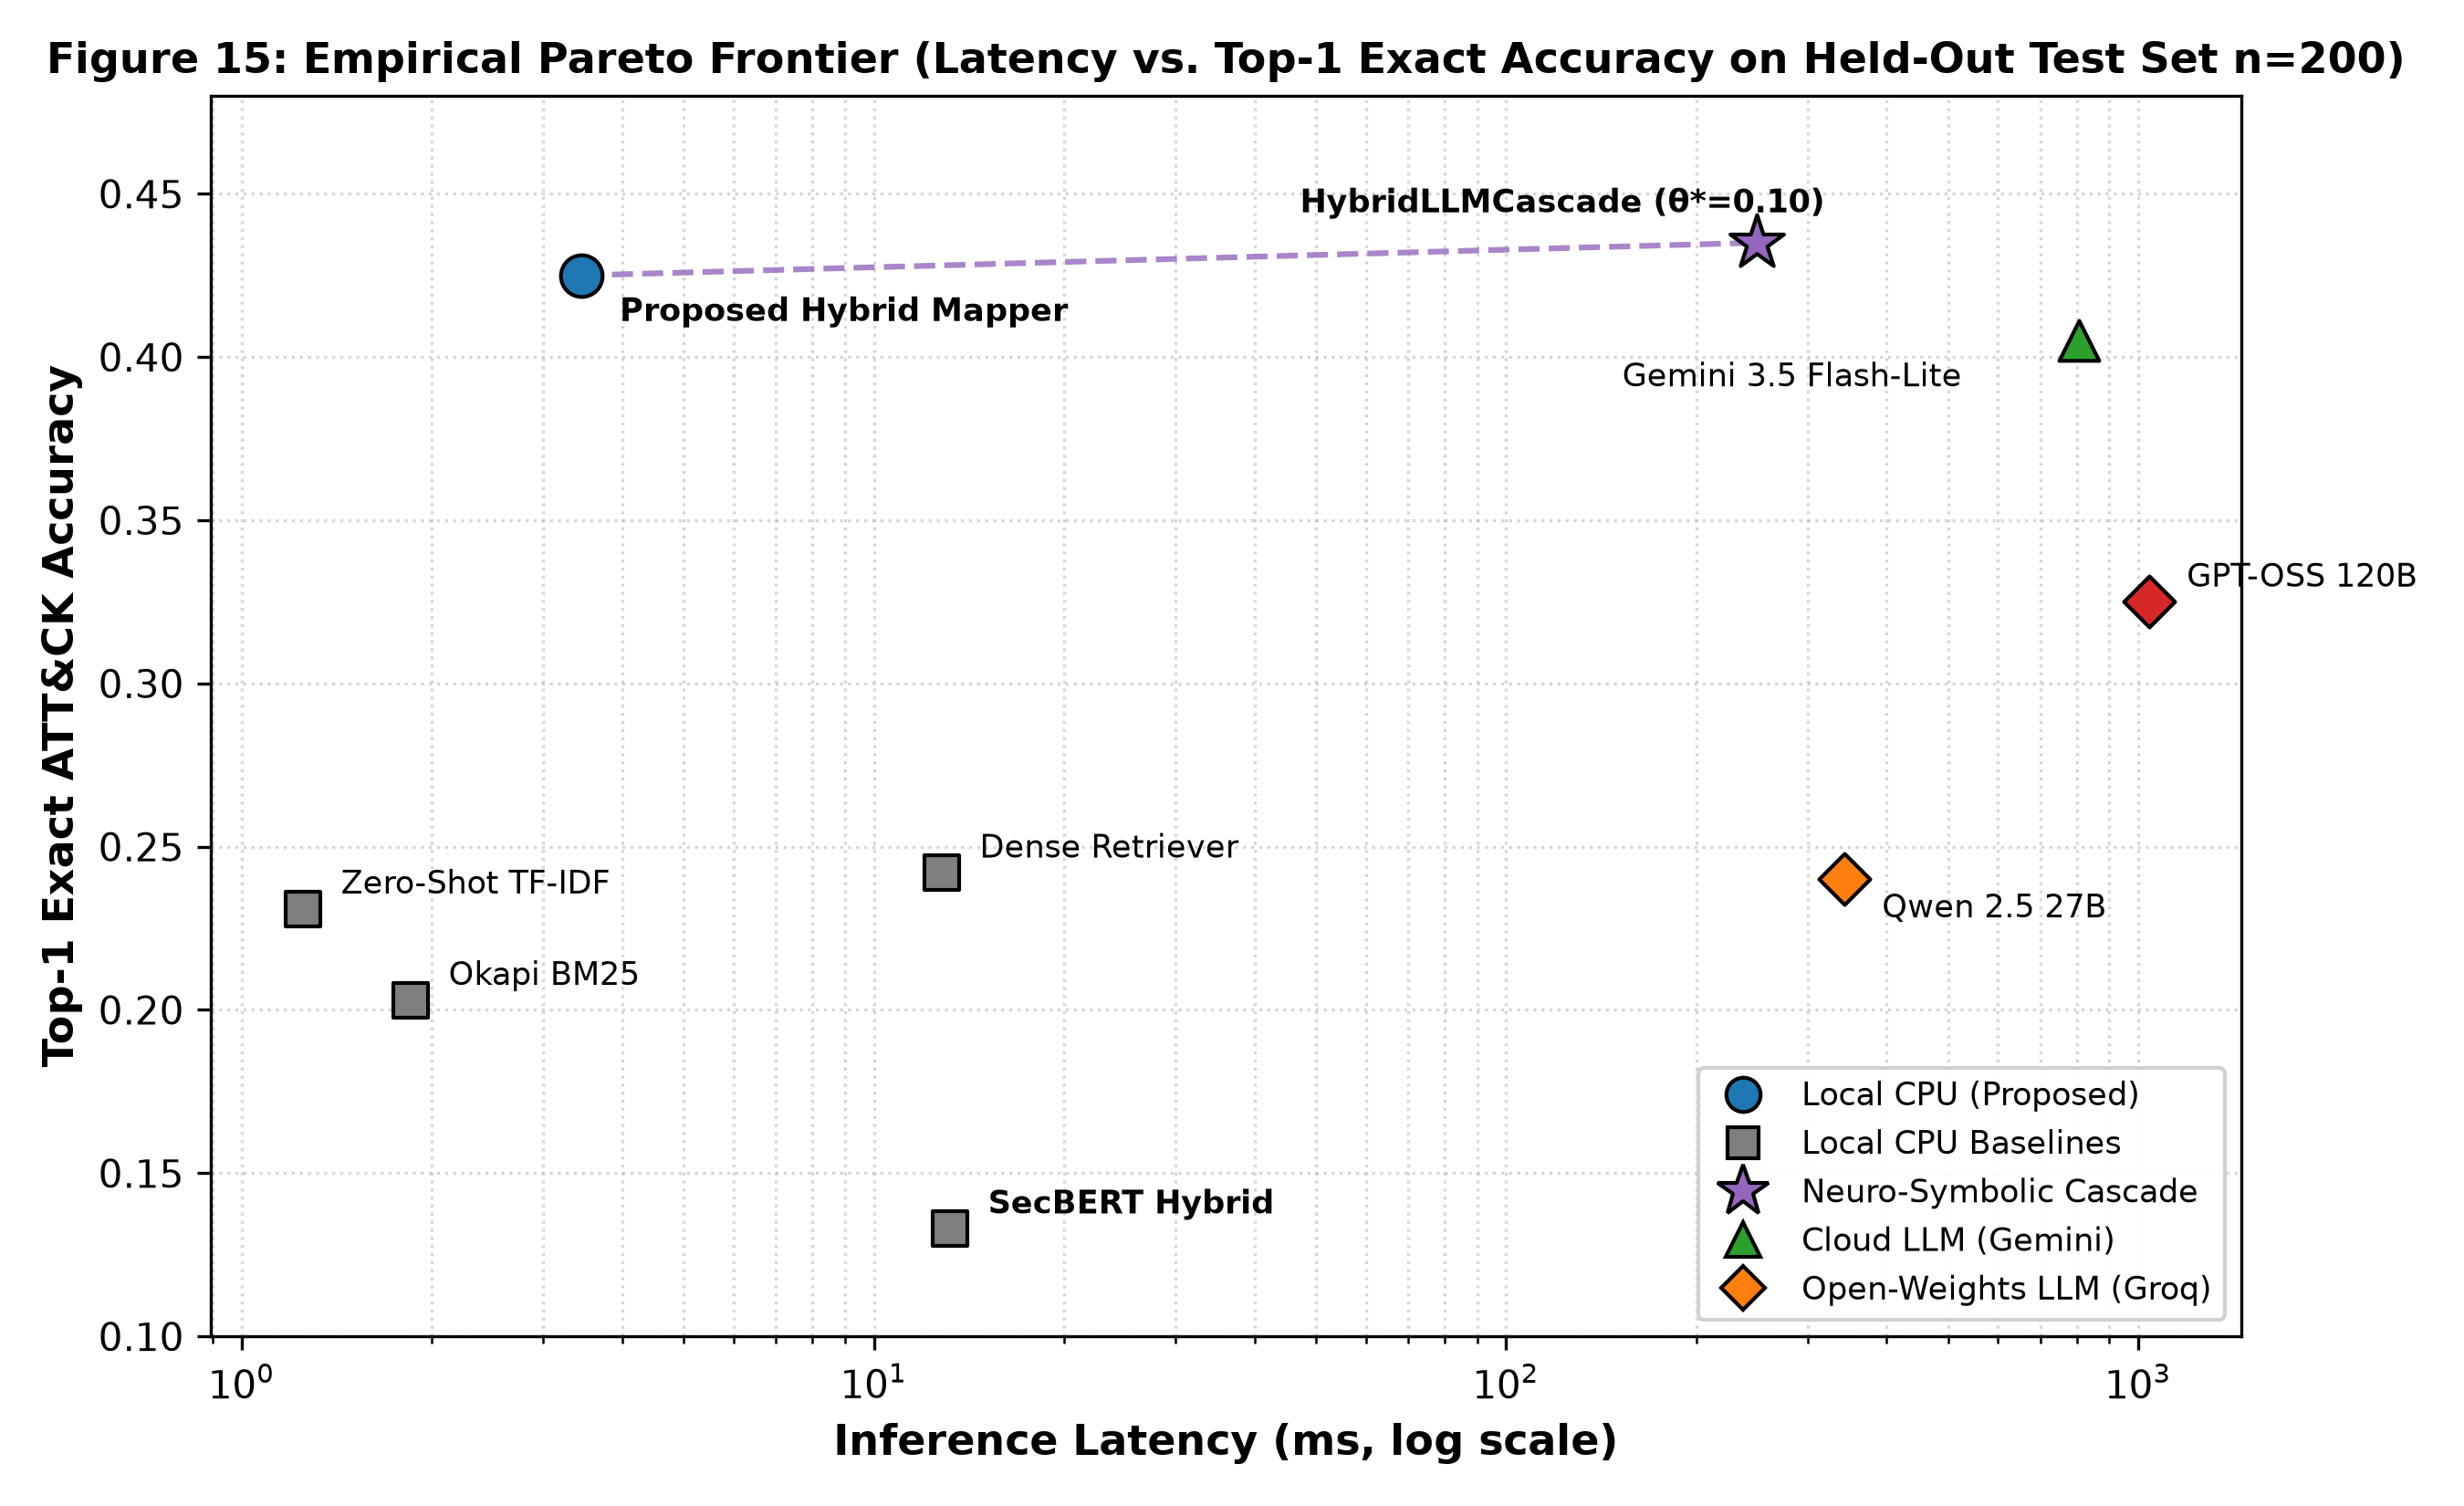 Figure 15: Empirical Pareto Frontier (Latency vs. Top-1 Exact Accuracy on Held-Out Test Set n=200)
Top-1 Exact ATT&CK Accuracy
0.45
0.40
0.35
0.30
0.25
0.20
0.15
0.10
HybridLLMCascade (θ*=0.10)
Proposed Hybrid Mapper
Gemini 3.5 Flash-Lite
GPT-OSS 120B
Dense Retriever
Zero-Shot TF-IDF
Qwen 2.5 27B
Okapi BM25
SecBERT Hybrid
Local CPU (Proposed)
Local CPU Baselines
Neuro-Symbolic Cascade
Cloud LLM (Gemini)
Open-Weights LLM (Groq)
10⁰ 10¹ 10² 10³
Inference Latency (ms, log scale)